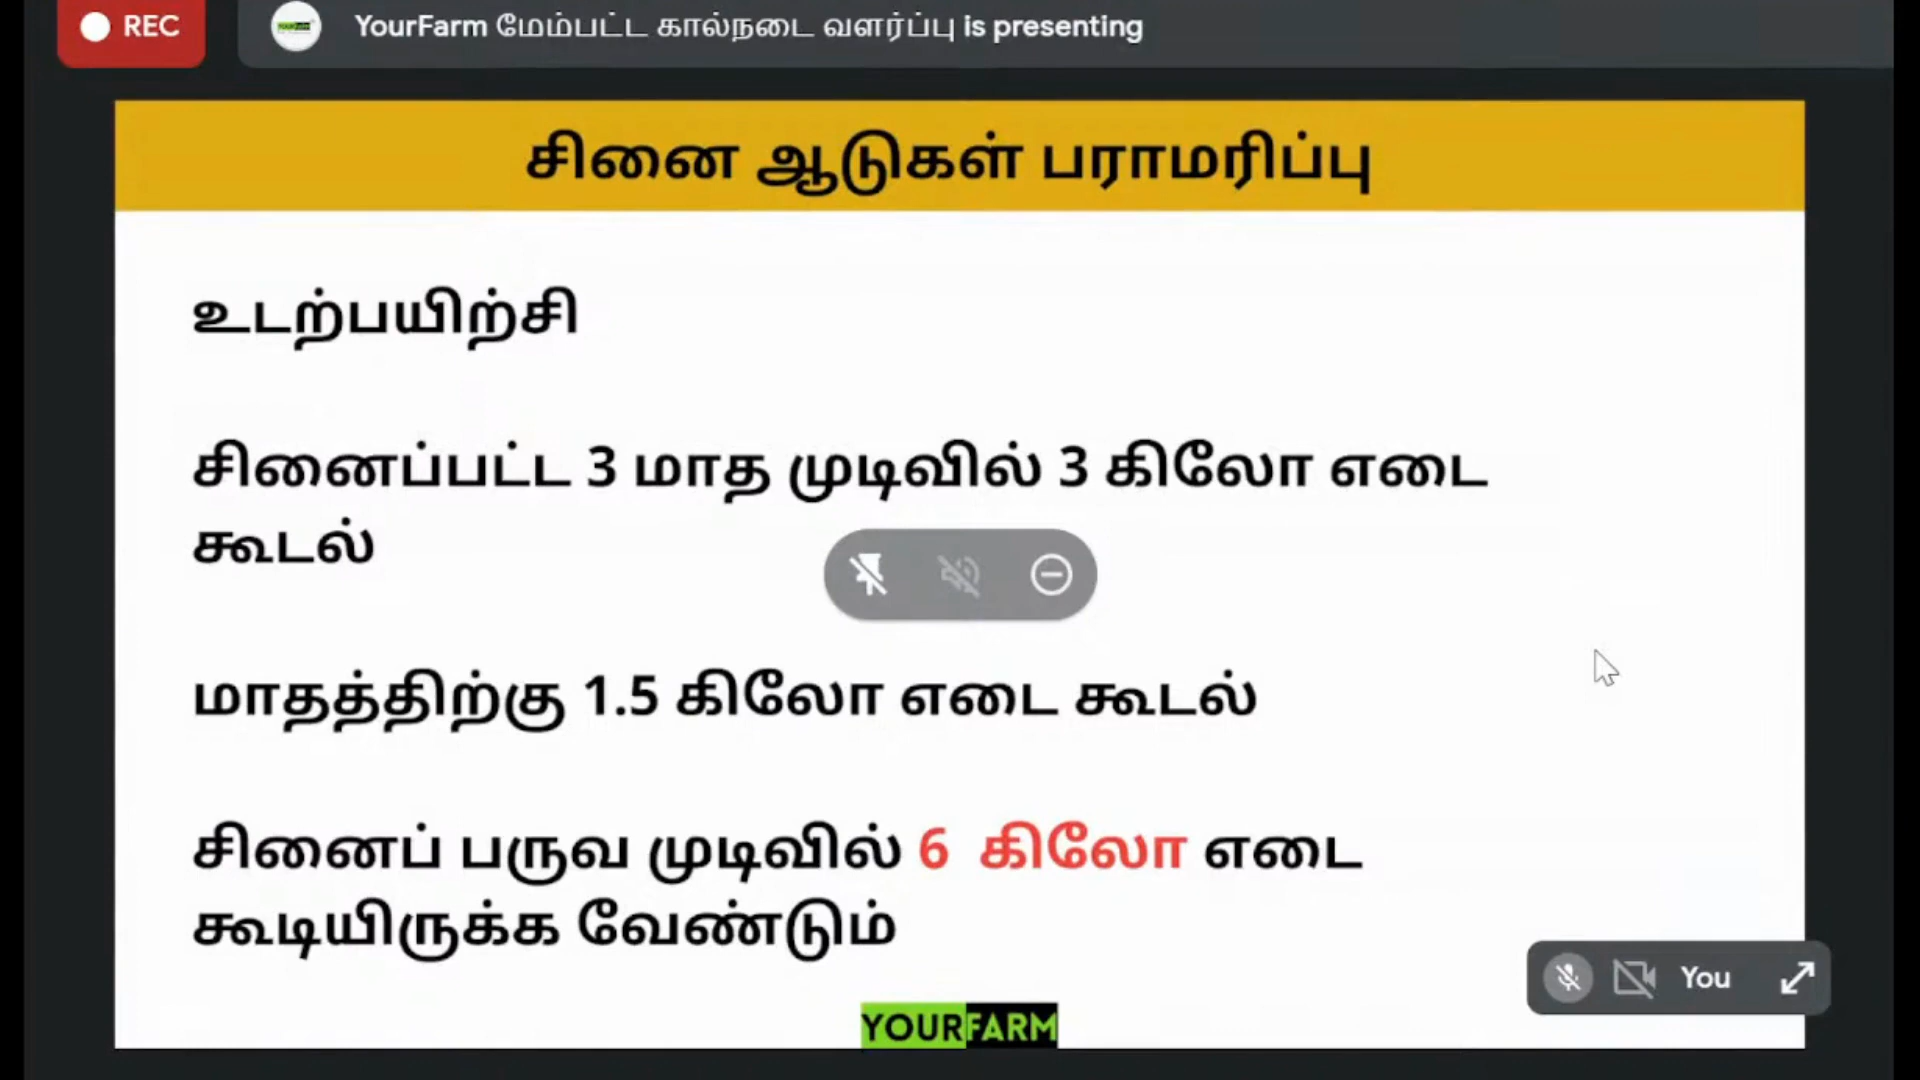 REC
YourFarm மேம்பட்ட கால்நடை வளர்ப்பு is presenting
சினை ஆடுகள் பராமரிப்பு
உடற்பயிற்சி
சினைப்பட்ட 3 மாத முடிவில் 3 கிலோ எடை
கூடல்
மாதத்திற்கு 1.5 கிலோ எடை கூடல்
சினைப் பருவ முடிவில் 6 கிலோ எடை
கூடியிருக்க வேண்டும்
You
YOURFARM